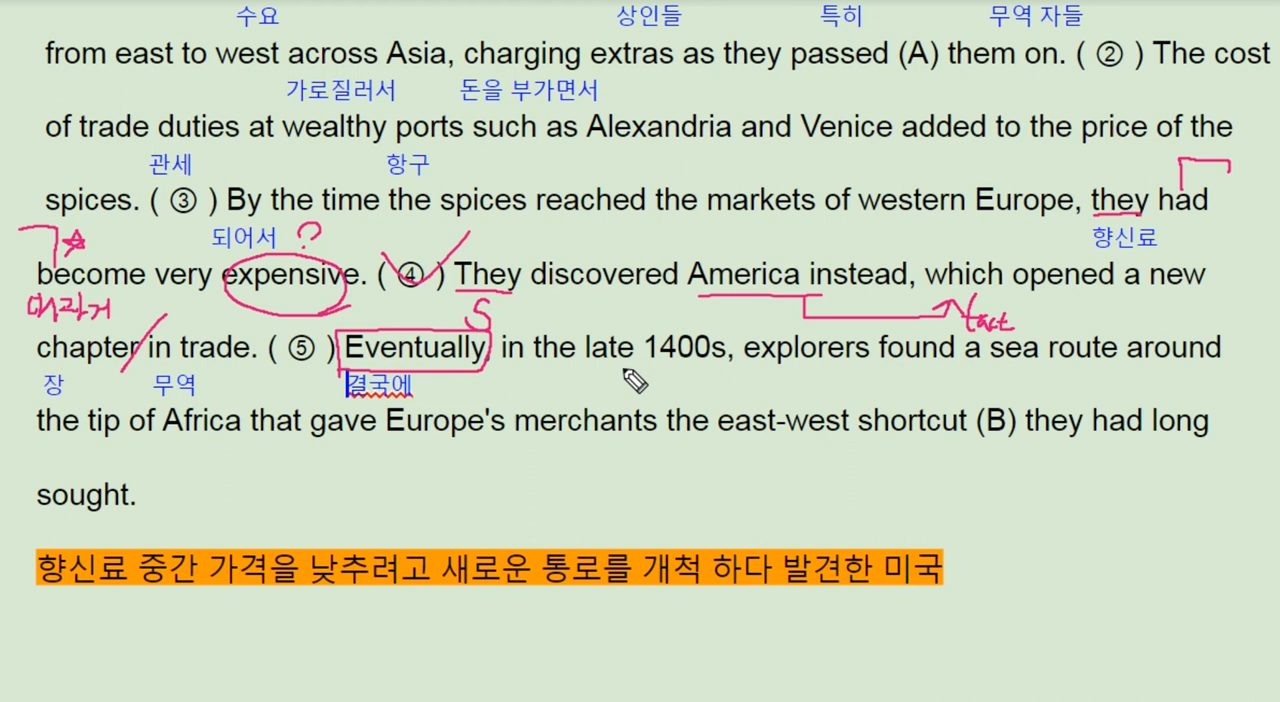 수요 상인들 특히 무역 자들
from east to west across Asia, charging extras as they passed (A) them on. ( ② ) The cost
가로질러서 돈을 부가면서
of trade duties at wealthy ports such as Alexandria and Venice added to the price of the
관세 항구
spices. ( ③ ) By the time the spices reached the markets of western Europe, they had
되어서 ? 향신료
become very expensive. ( ④ ) They discovered America instead, which opened a new
대과거 S fact
chapter in trade. ( ⑤ ) Eventually, in the late 1400s, explorers found a sea route around
장 무역 결국에
the tip of Africa that gave Europe's merchants the east-west shortcut (B) they had long
sought.
향신료 중간 가격을 낮추려고 새로운 통로를 개척 하다 발견한 미국